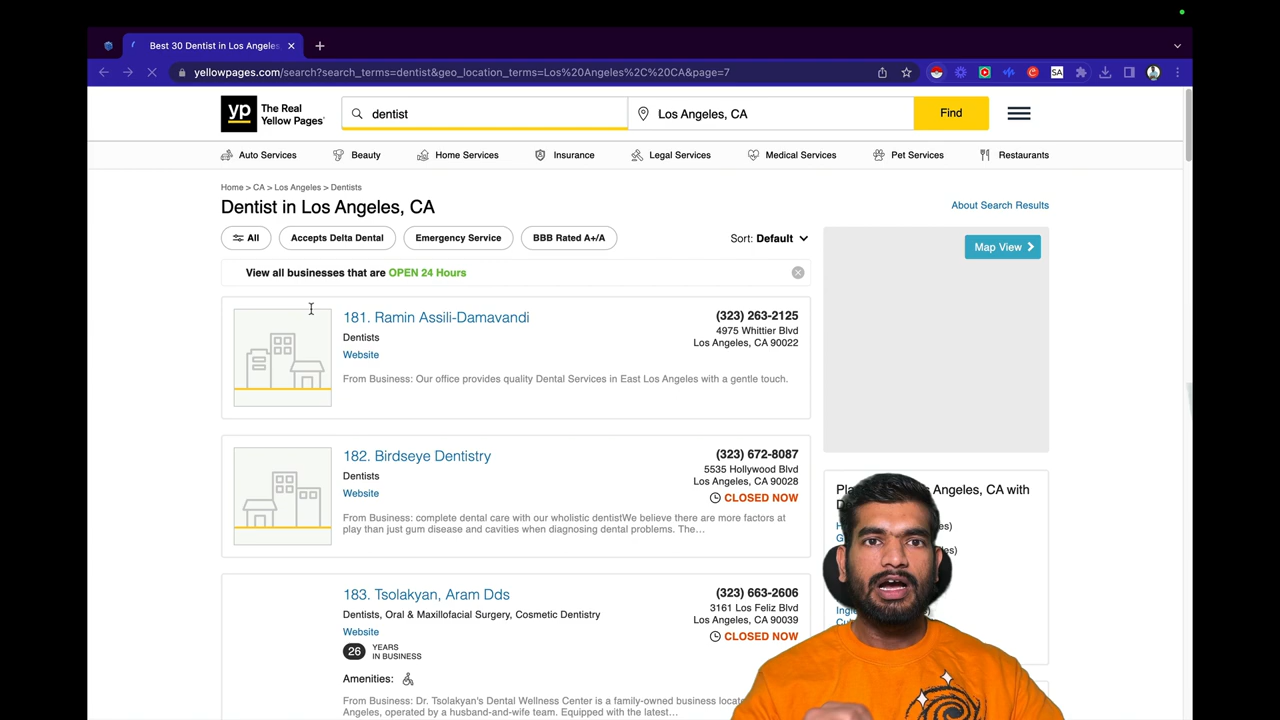 Best 30 Dentist in Los Angeles
yellowpages.com/search?search_terms=dentist&geo_location_terms=Los%20Angeles%2C%20CA&page=7
SA
yp The Real
Yellow Pages
dentist
Los Angeles, CA
Find
Auto Services
Beauty
Home Services
Insurance
Legal Services
Medical Services
Pet Services
Restaurants
Home > CA > Los Angeles > Dentists
Dentist in Los Angeles, CA
About Search Results
All
Accepts Delta Dental
Emergency Service
BBB Rated A+/A
Sort: Default
Map View
View all businesses that are OPEN 24 Hours
181. Ramin Assili-Damavandi
Dentists
Website
(323) 263-2125
4975 Whittier Blvd
Los Angeles, CA 90022
From Business: Our office provides quality Dental Services in East Los Angeles with a gentle touch.
182. Birdseye Dentistry
Dentists
Website
(323) 672-8087
5535 Hollywood Blvd
Los Angeles, CA 90028
CLOSED NOW
From Business: complete dental care with our wholistic dentistWe believe there are more factors at
play than just gum disease and cavities when diagnosing dental problems. The…
183. Tsolakyan, Aram Dds
Dentists, Oral & Maxillofacial Surgery, Cosmetic Dentistry
Website
26 YEARS
IN BUSINESS
Amenities:
(323) 663-2606
3161 Los Feliz Blvd
Los Angeles, CA 90039
CLOSED NOW
From Business: Dr. Tsolakyan's Dental Wellness Center is a family-owned business
Angeles, operated by a husband-and-wife team. Equipped with the latest…
Angeles, CA with